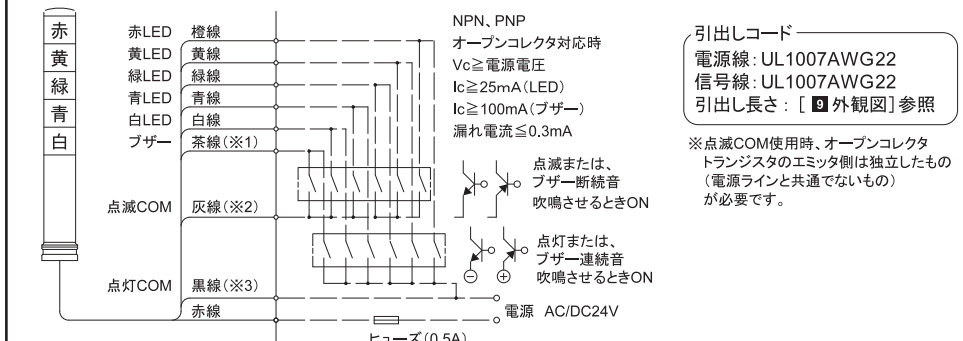 赤
黄
緑
青
白
赤LED 橙線
黄LED 黄線
緑LED 緑線
青LED 青線
白LED 白線
ブザー 茶線(※1)
点滅COM 灰線(※2)
点灯COM 黒線(※3)
赤線
NPN、PNP
オープンコレクタ対応時
Vc≧電源電圧
Ic≧25mA(LED)
Ic≧100mA(ブザー)
漏れ電流≦0.3mA
点滅または、
ブザー断続音
吹鳴させるときON
点灯または、
ブザー連続音
吹鳴させるときON
電源 AC/DC24V
ヒューズ(0.5A)
引出しコード
電源線:UL1007AWG22
信号線:UL1007AWG22
引出し長さ:[9 外観図]参照
※点滅COM使用時、オープンコレクタ
トランジスタのエミッタ側は独立したもの
(電源ラインと共通でないもの)
が必要です。